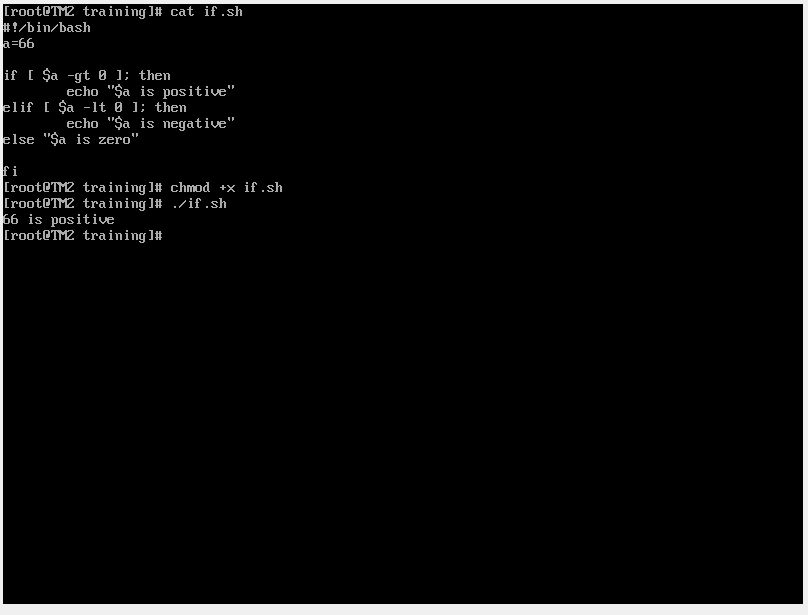 [root@TM2 training]# cat if.sh
#!/bin/bash
a=66
if [ $a -gt 0 ]; then
echo "$a is positive"
elif [ $a -lt 0 ]; then
echo "$a is negative"
else "$a is zero"
fi
[root@TM2 training]# chmod +x if.sh
[root@TM2 training]# ./if.sh
66 is positive
[root@TM2 training]#